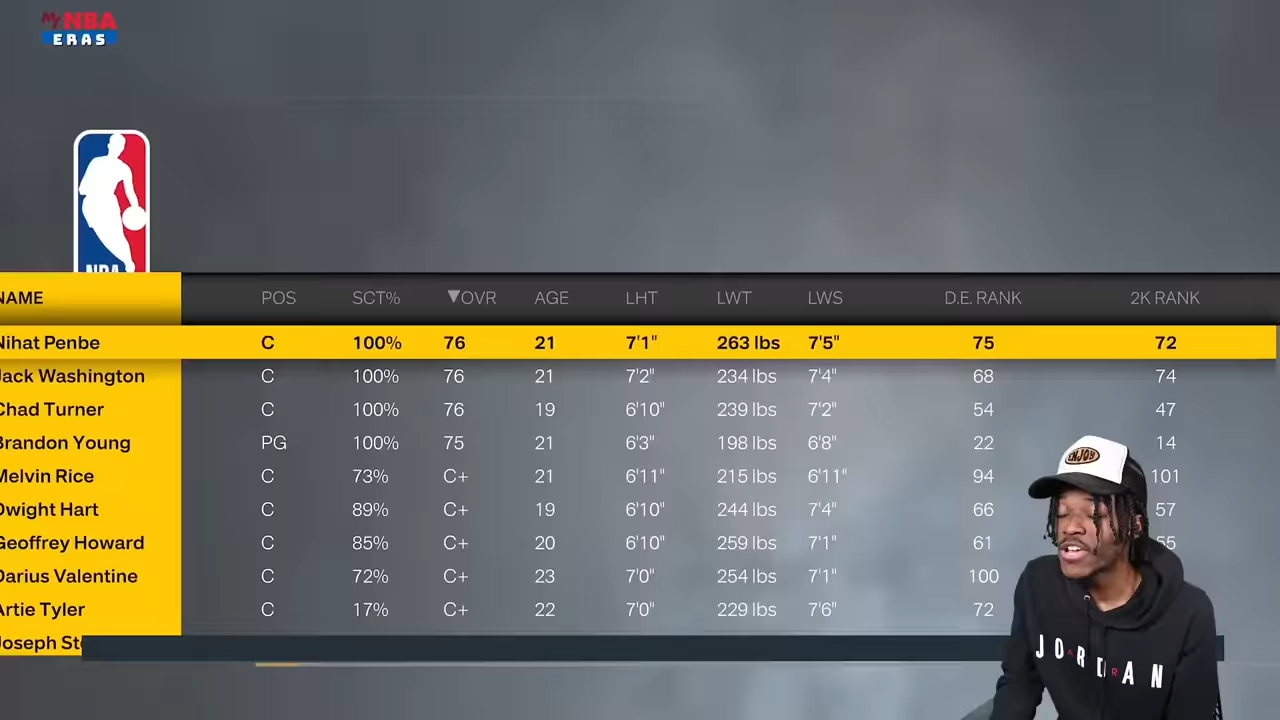 My NBA
ERAS
NBA
NAME POS SCT% ▼OVR AGE LHT LWT LWS D.E. RANK 2K RANK
Nihat Penbe C 100% 76 21 7'1" 263 lbs 7'5" 75 72
Jack Washington C 100% 76 21 7'2" 234 lbs 7'4" 68 74
Chad Turner C 100% 76 19 6'10" 239 lbs 7'2" 54 47
Brandon Young PG 100% 75 21 6'3" 198 lbs 6'8" 22 14
Melvin Rice C 73% C+ 21 6'11" 215 lbs 6'11" 94 101
Dwight Hart C 89% C+ 19 6'10" 244 lbs 7'4" 66 57
Geoffrey Howard C 85% C+ 20 6'10" 259 lbs 7'1" 61 55
Darius Valentine C 72% C+ 23 7'0" 254 lbs 7'1" 100
Artie Tyler C 17% C+ 22 7'0" 229 lbs 7'6" 72
Joseph
ENJOY
JORDAN